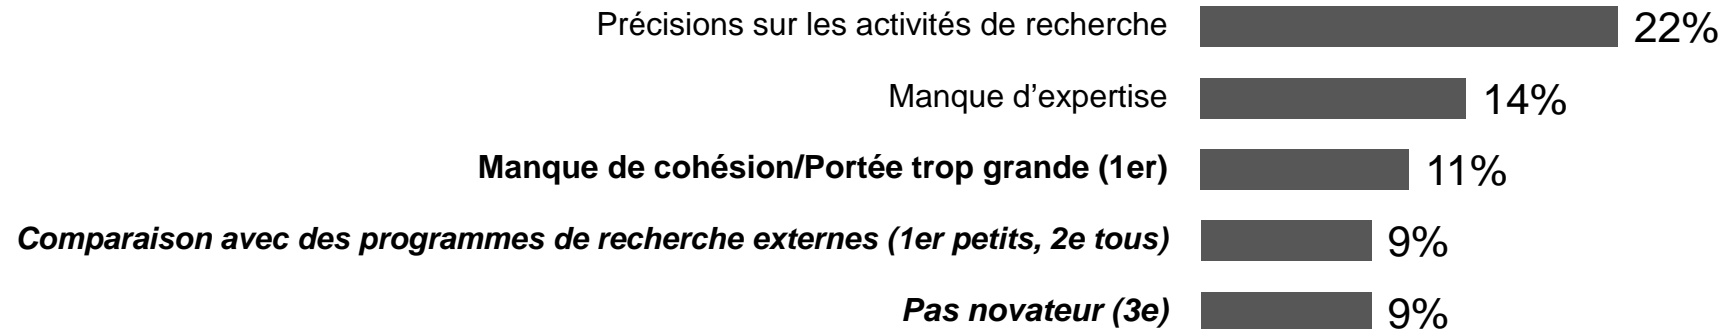 Précisions sur les activités de recherche 22%
Manque d’expertise 14%
Manque de cohésion/Portée trop grande (1er) 11%
Comparaison avec des programmes de recherche externes (1er petits, 2e tous) 9%
Pas novateur (3e) 9%